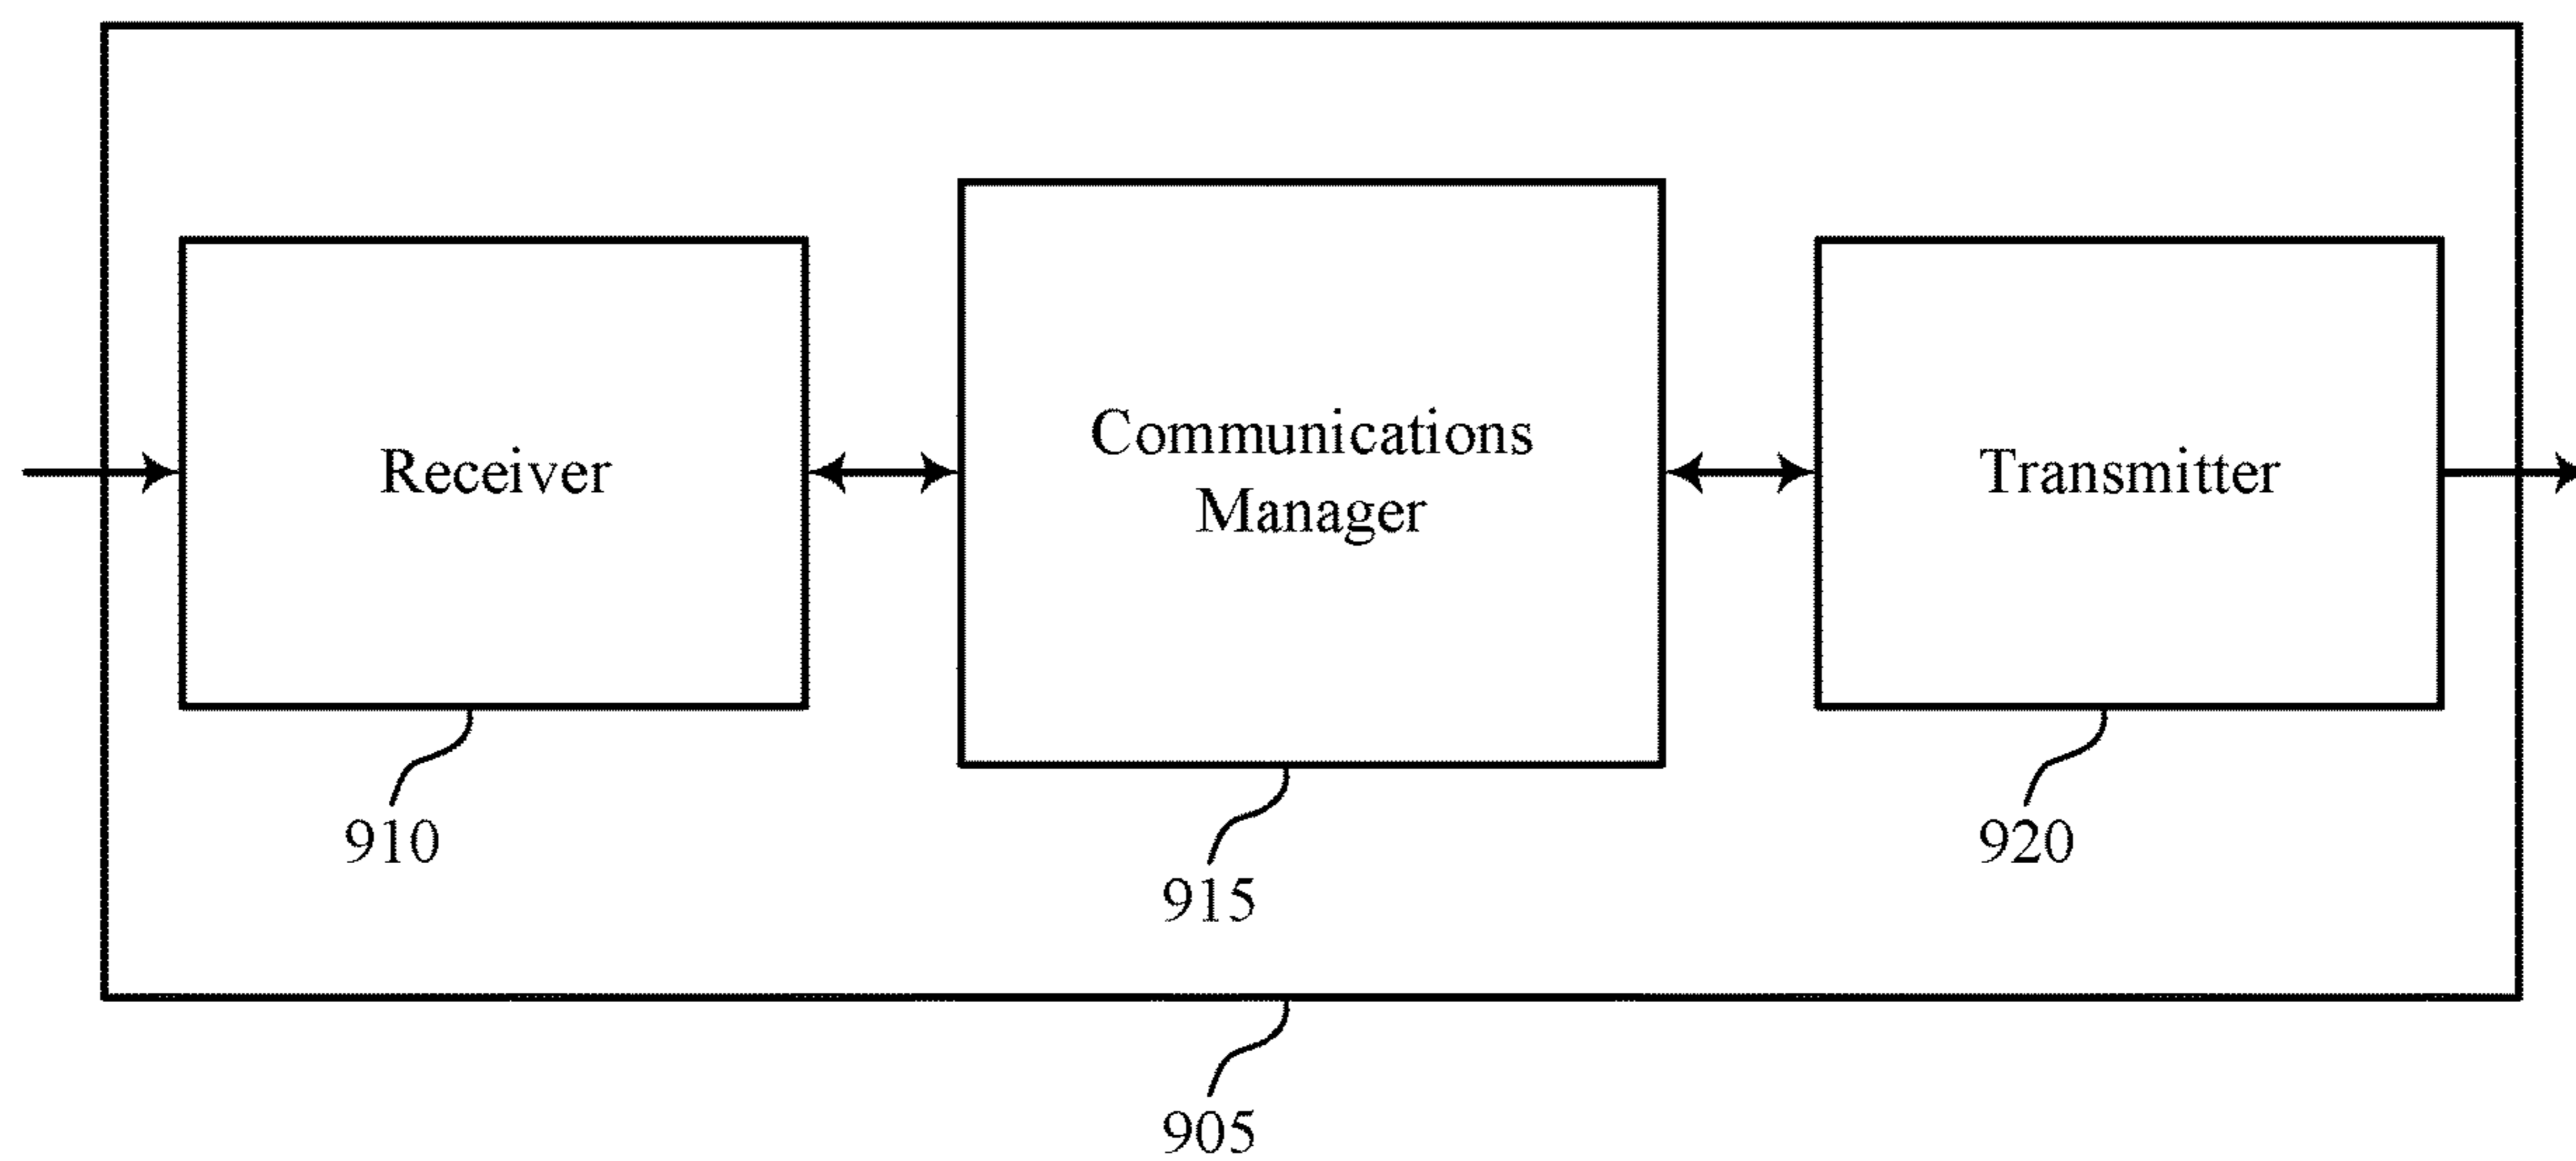 Receiver
Communications
Manager
Transmitter
910
915
920
905